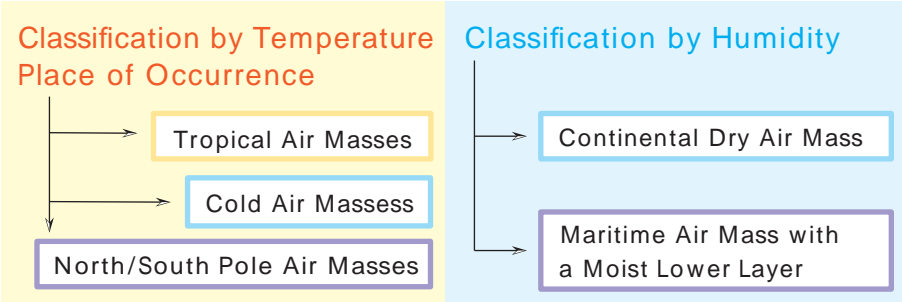 Classification by Temperature
Place of Occurrence
Tropical Air Masses
Cold Air Massess
North/South Pole Air Masses
Classification by Humidity
Continental Dry Air Mass
Maritime Air Mass with
a Moist Lower Layer